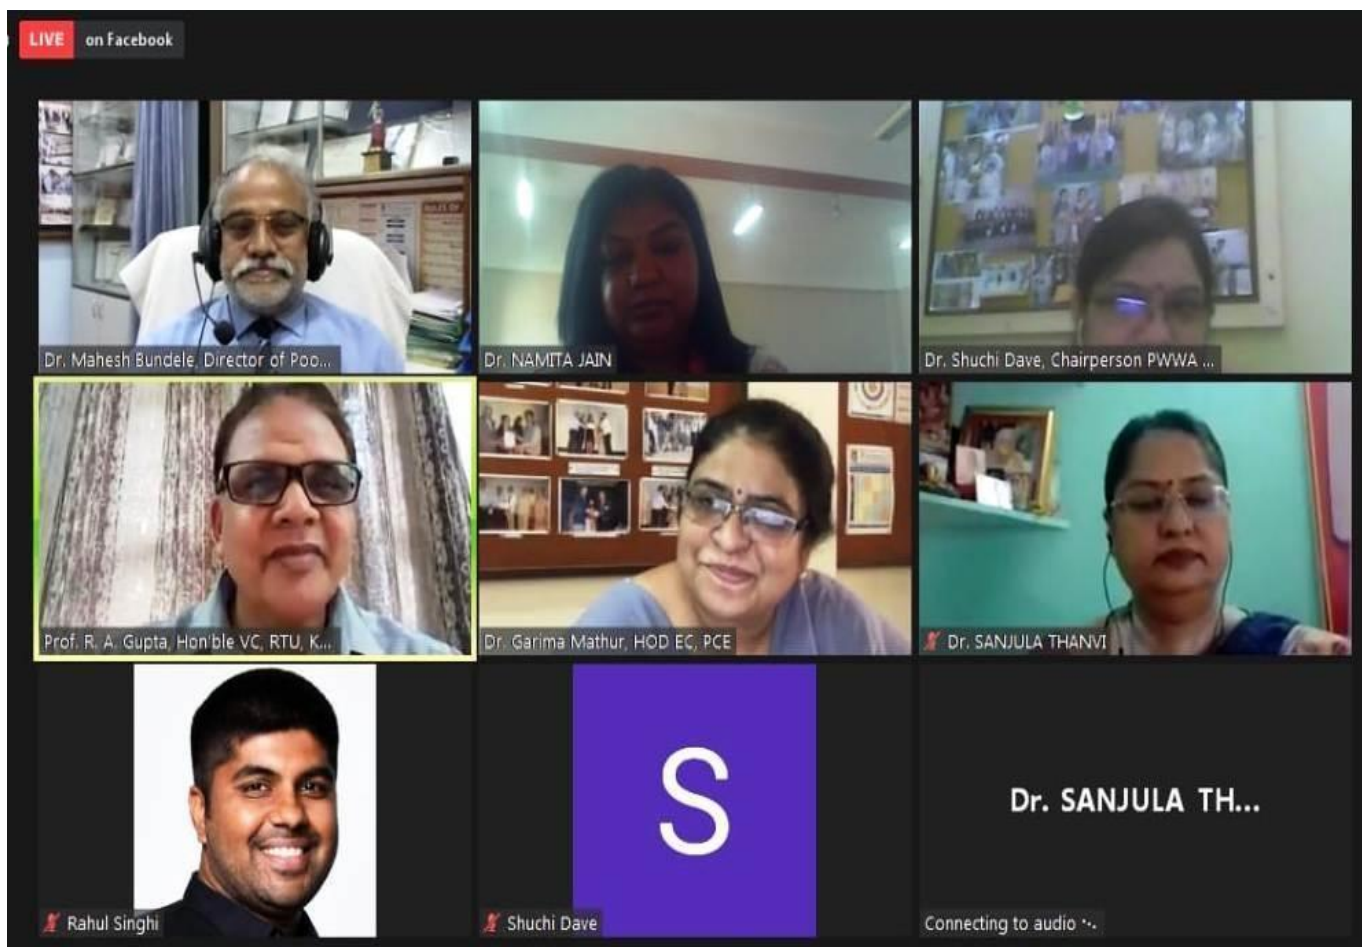 LIVE on Facebook
Dr. Mahesh Bundele, Director of Poo...
Dr. NAMITA JAIN
Dr. Shuchi Dave, Chairperson PWWA ...
Prof. R. A. Gupta, Hon'ble VC, RTU, K...
Dr. Garima Mathur, HOD EC, PCE
Dr. SANJULA THANVI
Rahul Singhi
S
Shuchi Dave
Dr. SANJULA TH...
Connecting to audio